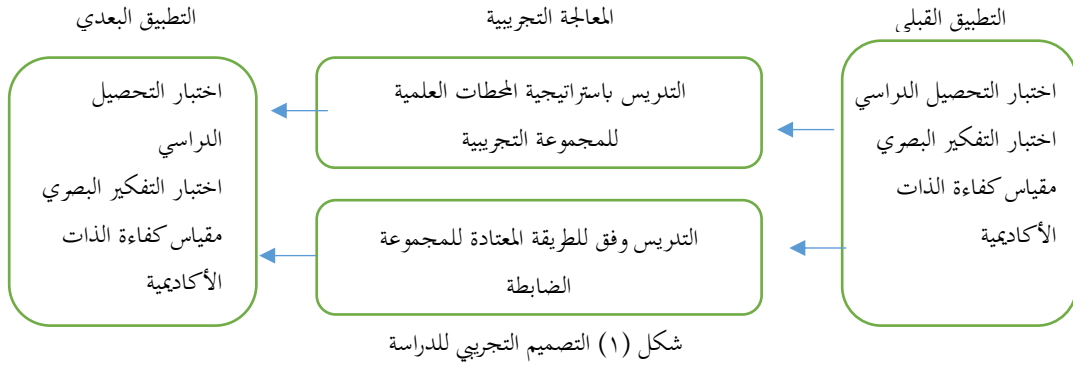 التطبيق القبلي
المعالجة التجريبية
التطبيق البعدي
اختبار التحصيل الدراسي
اختبار التفكير البصري
مقياس كفاءة الذات
الأكاديمية
التدريس باستراتيجية المحطات العلمية
للمجموعة التجريبية
التدريس وفق للطريقة المعتادة للمجموعة
الضابطة
اختبار التحصيل
الدراسي
اختبار التفكير البصري
مقياس كفاءة الذات
الأكاديمية
شكل (١) التصميم التجريبي للدراسة